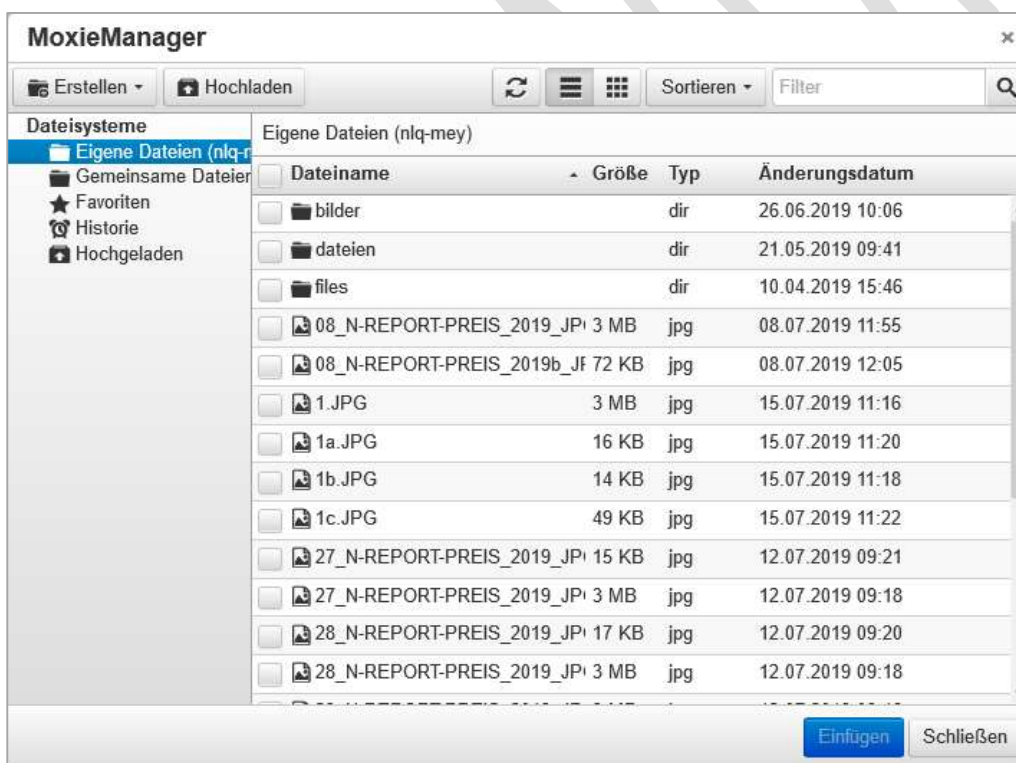 MoxieManager
Erstellen Hochladen Sortieren Filter
Dateisysteme
Eigene Dateien
Gemeinsame
Favoriten
Historie
Hochgeladen
Eigene Dateien (nlq-mey)
Dateiname Größe Typ Änderungsdatum
bilder dir 26.06.2019 10:06
dateien dir 21.05.2019 09:41
files dir 10.04.2019 15:46
08_N-REPORT-PREIS_2019_JP 3 MB jpg 08.07.2019 11:55
08_N-REPORT-PREIS_2019b_J 72 KB jpg 08.07.2019 12:05
1.JPG 3 MB jpg 15.07.2019 11:16
1a.JPG 16 KB jpg 15.07.2019 11:20
1b.JPG 14 KB jpg 15.07.2019 11:18
1c.JPG 49 KB jpg 15.07.2019 11:22
27_N-REPORT-PREIS_2019_JP 15 KB jpg 12.07.2019 09:21
27_N-REPORT-PREIS_2019_JP 3 MB jpg 12.07.2019 09:18
28_N-REPORT-PREIS_2019_JP 17 KB jpg 12.07.2019 09:20
28_N-REPORT-PREIS_2019_JP 3 MB jpg 12.07.2019 09:18
Einfügen Schließen